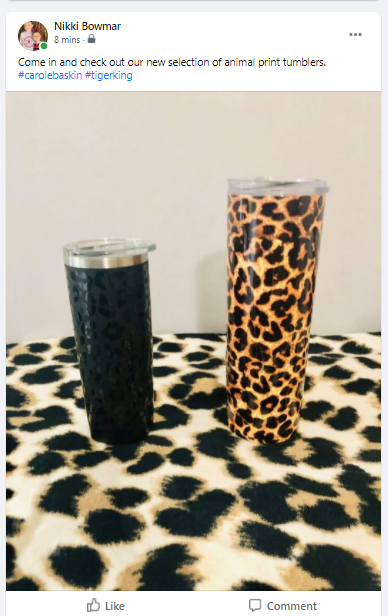 Nikki Bowmar
8 mins ·
Come in and check out our new selection of animal print tumblers.
#carolebaskin #tigerking
Like
Comment